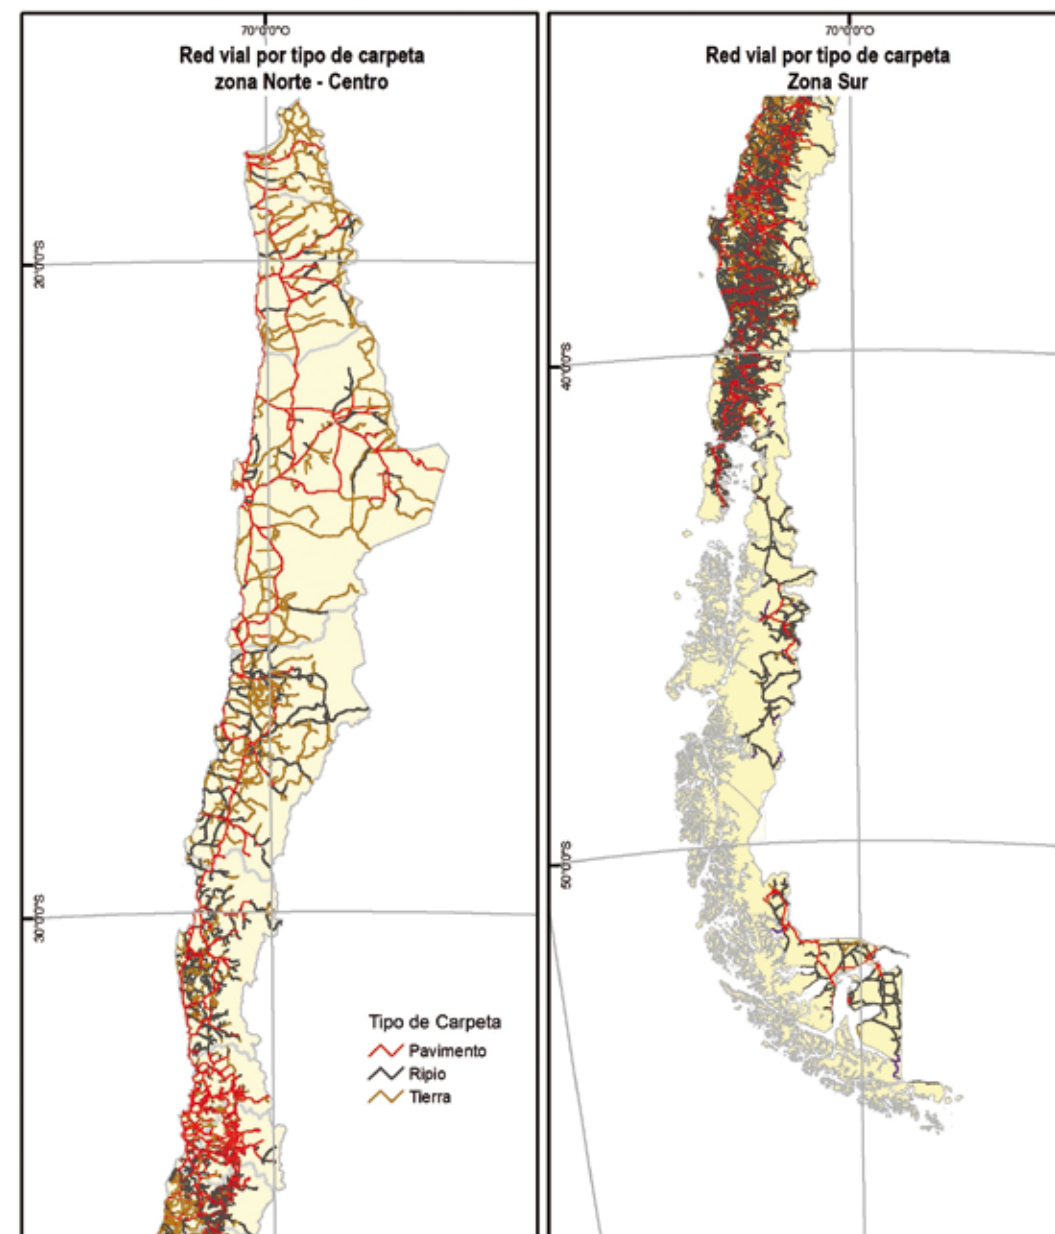 70°0'0"O
Red vial por tipo de carpeta
zona Norte - Centro
20°0'0"S
30°0'0"S
Tipo de Carpeta
Pavimento
Ripio
Tierra
70°0'0"O
Red vial por tipo de carpeta
Zona Sur
40°0'0"S
50°0'0"S